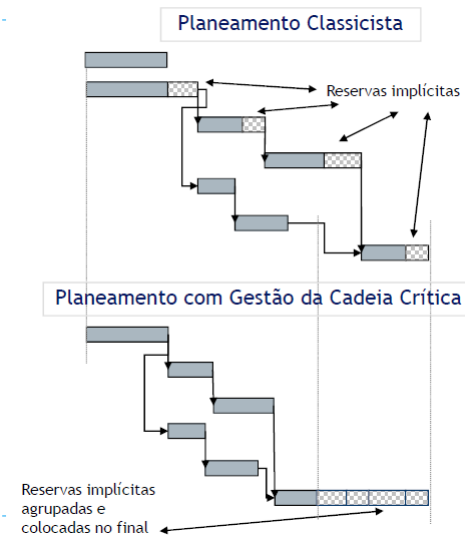 Planeamento Classicista
Reservas implícitas
Planeamento com Gestão da Cadeia Crítica
Reservas implícitas
agrupadas e
colocadas no final